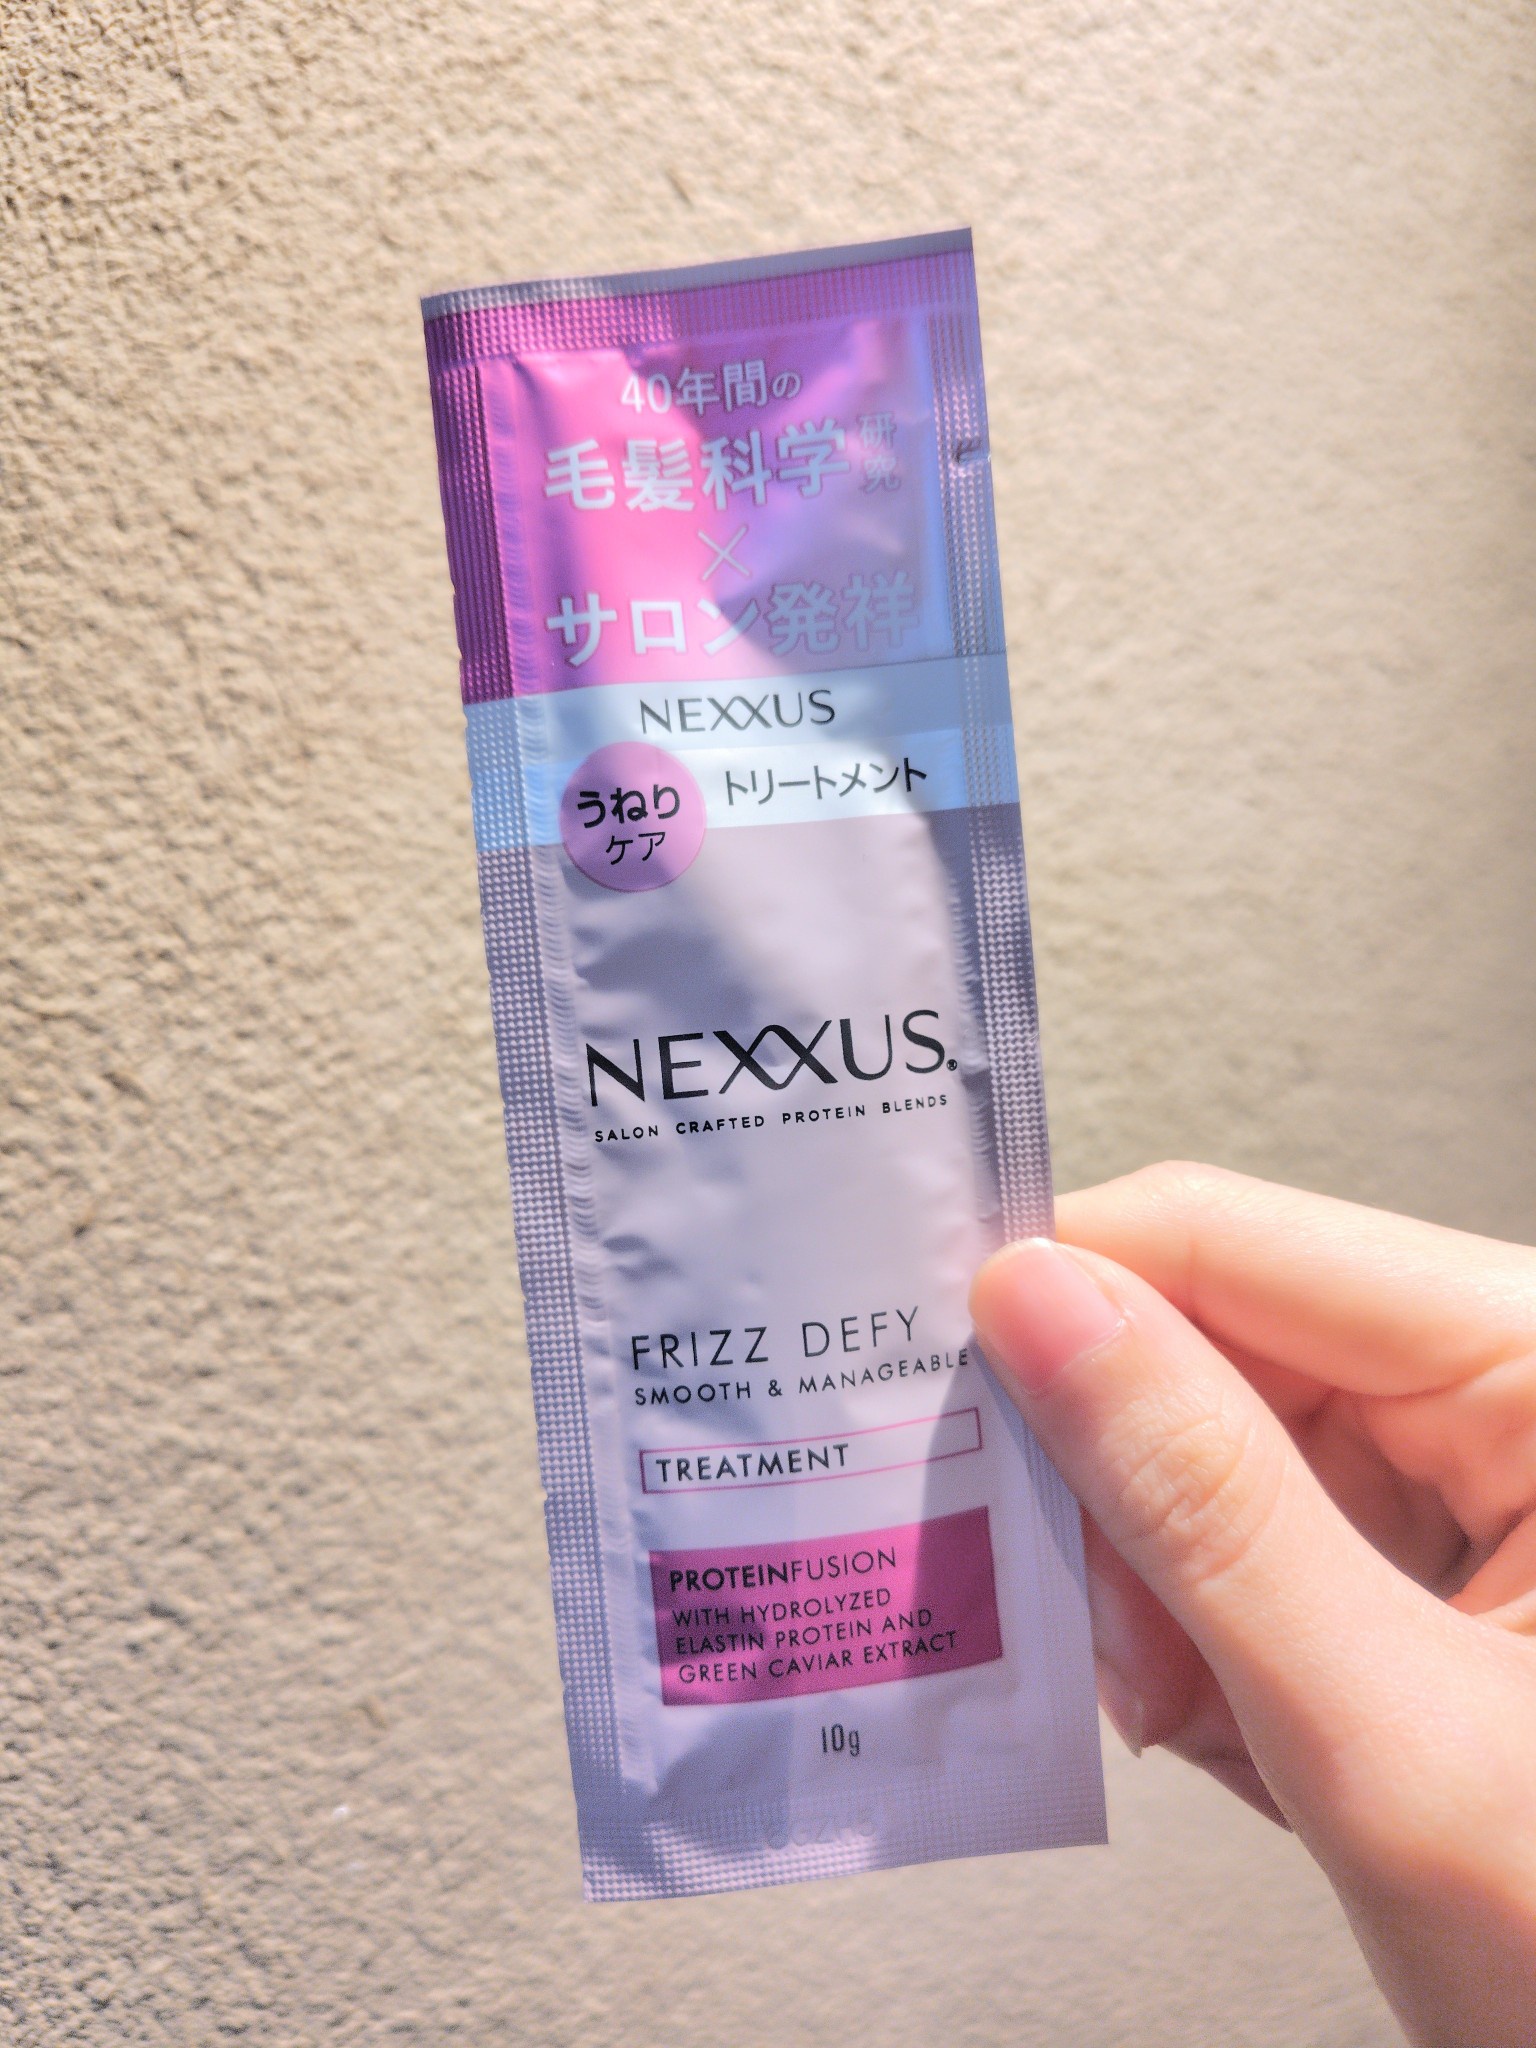 40年間の
毛髪科学研究
×
サロン発祥
NEXXUS
うねり
ケア
トリートメント
NEXXUS®
SALON CRAFTED PROTEIN BLENDS
FRIZZ DEFY
SMOOTH & MANAGEABLE
TREATMENT
PROTEINFUSION
WITH HYDROLYZED
ELASTIN PROTEIN AND
GREEN CAVIAR EXTRACT
10g